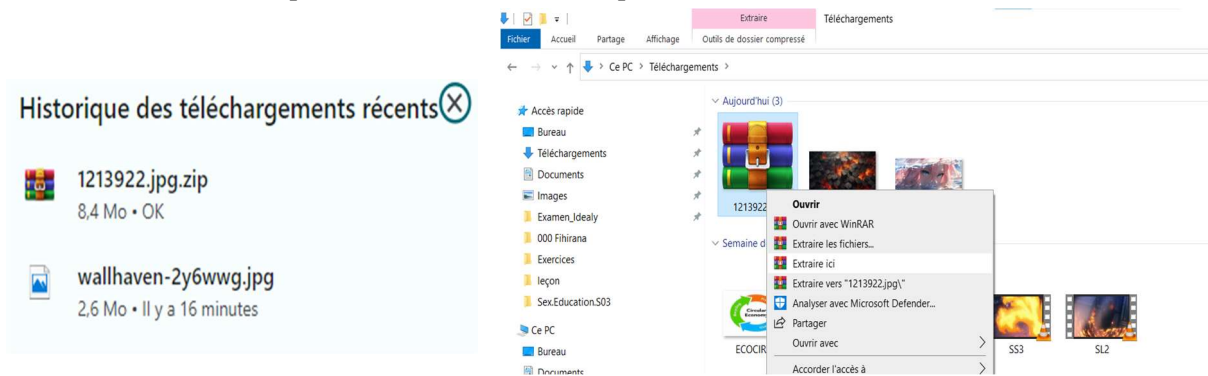 Historique des téléchargements récents
1213922.jpg.zip
8,4 Mo • OK
wallhaven-2y6wwg.jpg
2,6 Mo • Il y a 16 minutes
Extraire
Téléchargements
Fichier
Accueil
Partage
Affichage
Outils de dossier compressé
Ce PC > Téléchargements >
Accès rapide
Bureau
Téléchargements
Documents
Images
Examen_Idealy
000 Fihirana
Exercices
leçon
Sex.Education.S03
Ce PC
Bureau
Documents
Aujourd'hui (3)
1213922
Semaine d
ECOCIR
SS3
SL2
Ouvrir
Ouvrir avec WinRAR
Extraire les fichiers...
Extraire ici
Extraire vers "1213922.jpg\"
Analyser avec Microsoft Defender...
Partager
Ouvrir avec
Accorder l'accès à